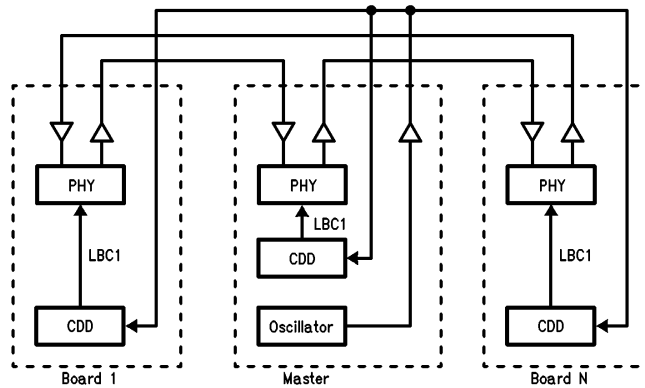 PHY
LBC1
CDD
Board 1
PHY
LBC1
CDD
Oscillator
Master
PHY
LBC1
CDD
Board N